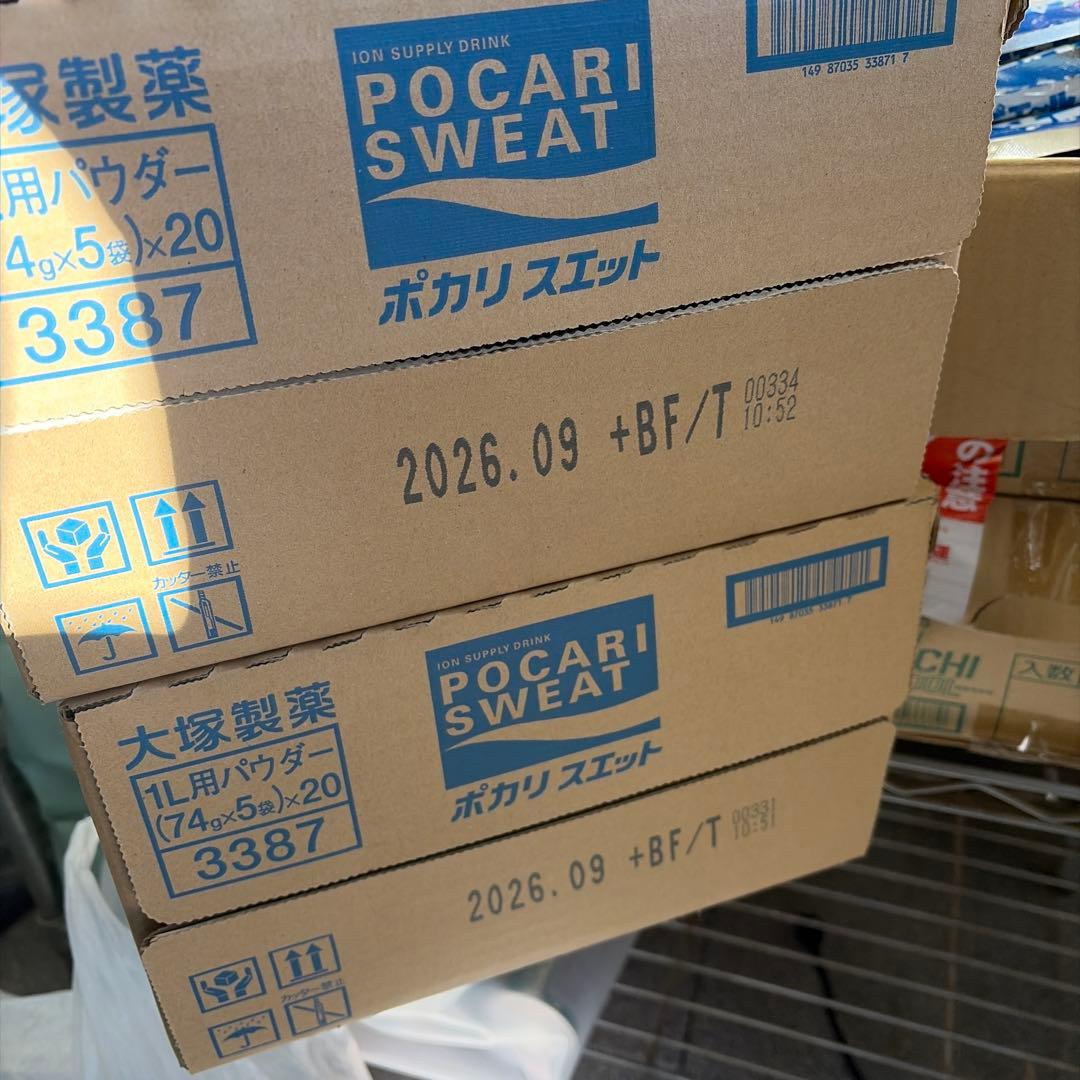 塚製薬
用パウダー
4g×5袋)×20
3387
ION SUPPLY DRINK
POCARI
SWEAT
ポカリスエット
149 87035 33871 7
2026.09 +BF/T
00334
10:52
カッター禁止
大塚製薬
1L用パウダー
(74g×5袋)×20
3387
ION SUPPLY DRINK
POCARI
SWEAT
ポカリスエット
149 87035 33871 7
2026.09 +BF/T
00331
10:51
カッター禁止
の注意
CHI
入数